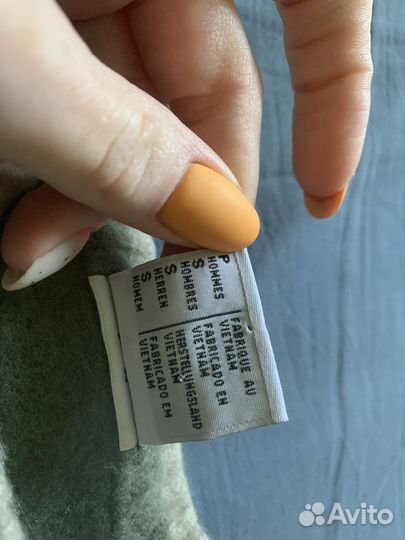 P
HOMMES
S
HOMBRES
S
HERREN
S
HOMEM
FABRIQUE AU
VIETNAM
FABRICADO EN
VIETNAM
HERSTELLUNGSLAND
VIETNAM
FABRICADO EM
VIETNAM
Avito